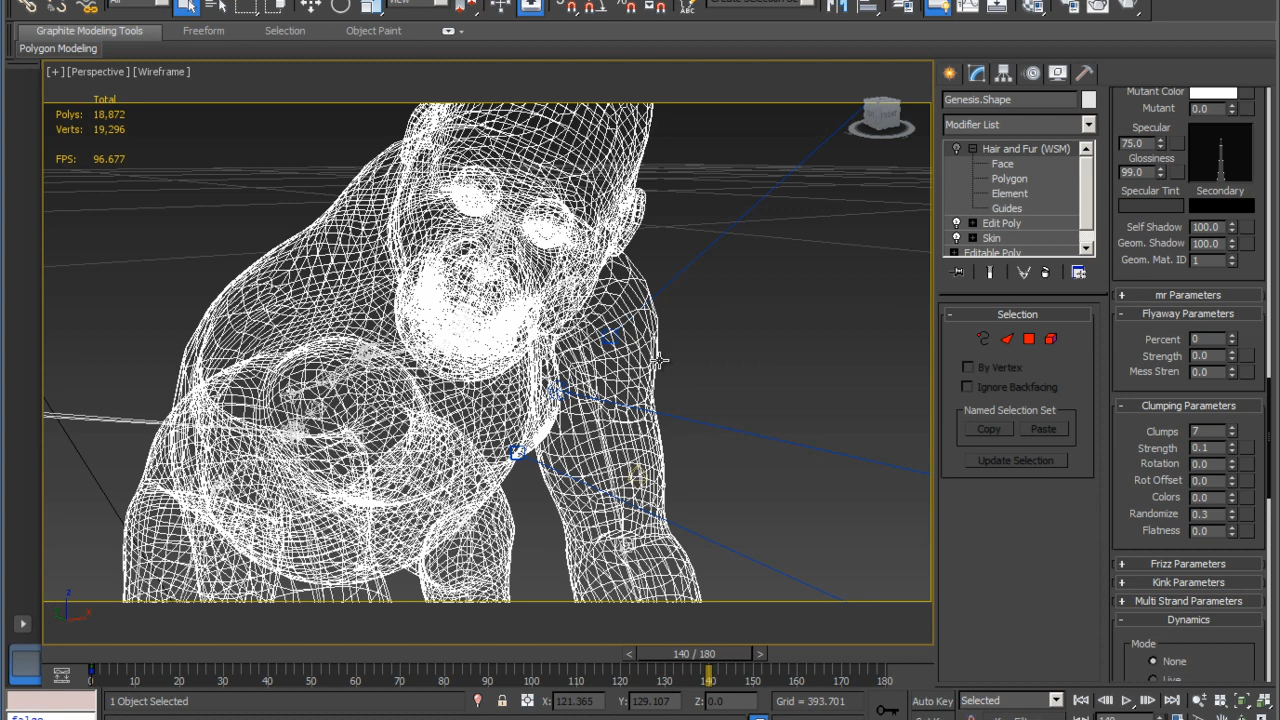 All
View
Graphite Modeling Tools Freeform Selection Object Paint
Polygon Modeling
[+] [Perspective] [Wireframe]
Total
Polys: 18,872
Verts: 19,296
FPS: 96.677
Genesis.Shape
Modifier List
Hair and Fur (WSM)
Face
Polygon
Element
Guides
Edit Poly
Skin
Editable Poly
- Selection
By Vertex
Ignore Backfacing
Named Selection Set
Copy Paste
Update Selection
Mutant Color
Mutant 0.0
Specular
75.0
Glossiness
99.0
Specular Tint Secondary
Self Shadow 100.0
Geom. Shadow 100.0
Geom. Mat. ID 1
+ mr Parameters
- Flyaway Parameters
Percent 0
Strength 0.0
Mess Stren 0.0
- Clumping Parameters
Clumps 7
Strength 0.1
Rotation 0.0
Rot Offset 0.0
Colors 0.0
Randomize 0.3
Flatness 0.0
+ Frizz Parameters
+ Kink Parameters
+ Multi Strand Parameters
- Dynamics
Mode
None
Live
z
x
< 140 / 180 >
0 10 20 30 40 50 60 70 80 90 100 110 120 130 140 150 160 170 180
1 Object Selected X: 121.365 Y: 129.107 Z: 0.0 Grid = 393.701 Auto Key Selected
false